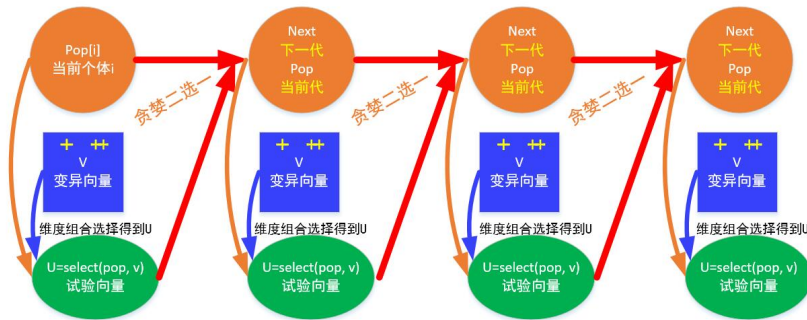 Pop[i]
当前个体i
Next
下一代
Pop
当前代
Next
下一代
Pop
当前代
Next
下一代
Pop
当前代
贪婪二选一
贪婪二选一
贪婪二选一
+ ++
V
变异向量
+ ++
V
变异向量
+ ++
V
变异向量
+ ++
V
变异向量
维度组合选择得到U
维度组合选择得到U
维度组合选择得到U
维度组合选择得到U
U=select(pop, v)
试验向量
U=select(pop, v)
试验向量
U=select(pop, v)
试验向量
U=select(pop, v)
试验向量